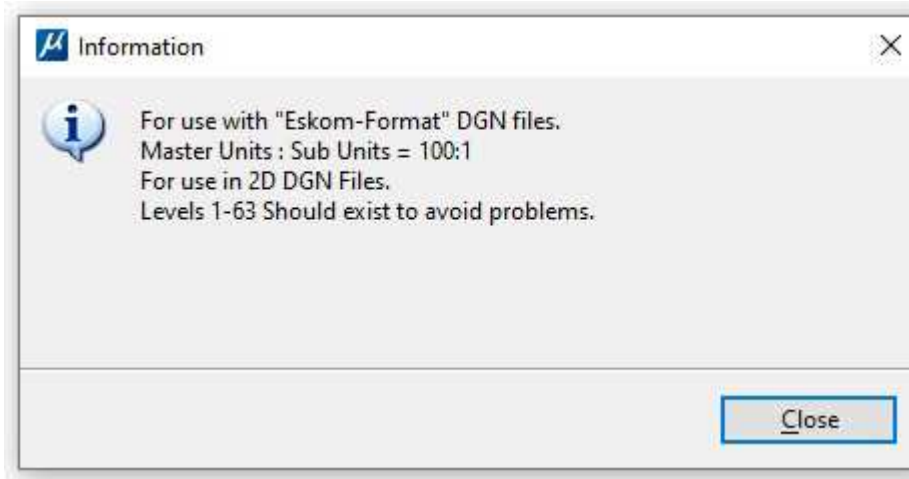 Information
For use with "Eskom-Format" DGN files.
Master Units : Sub Units = 100:1
For use in 2D DGN Files.
Levels 1-63 Should exist to avoid problems.
Close